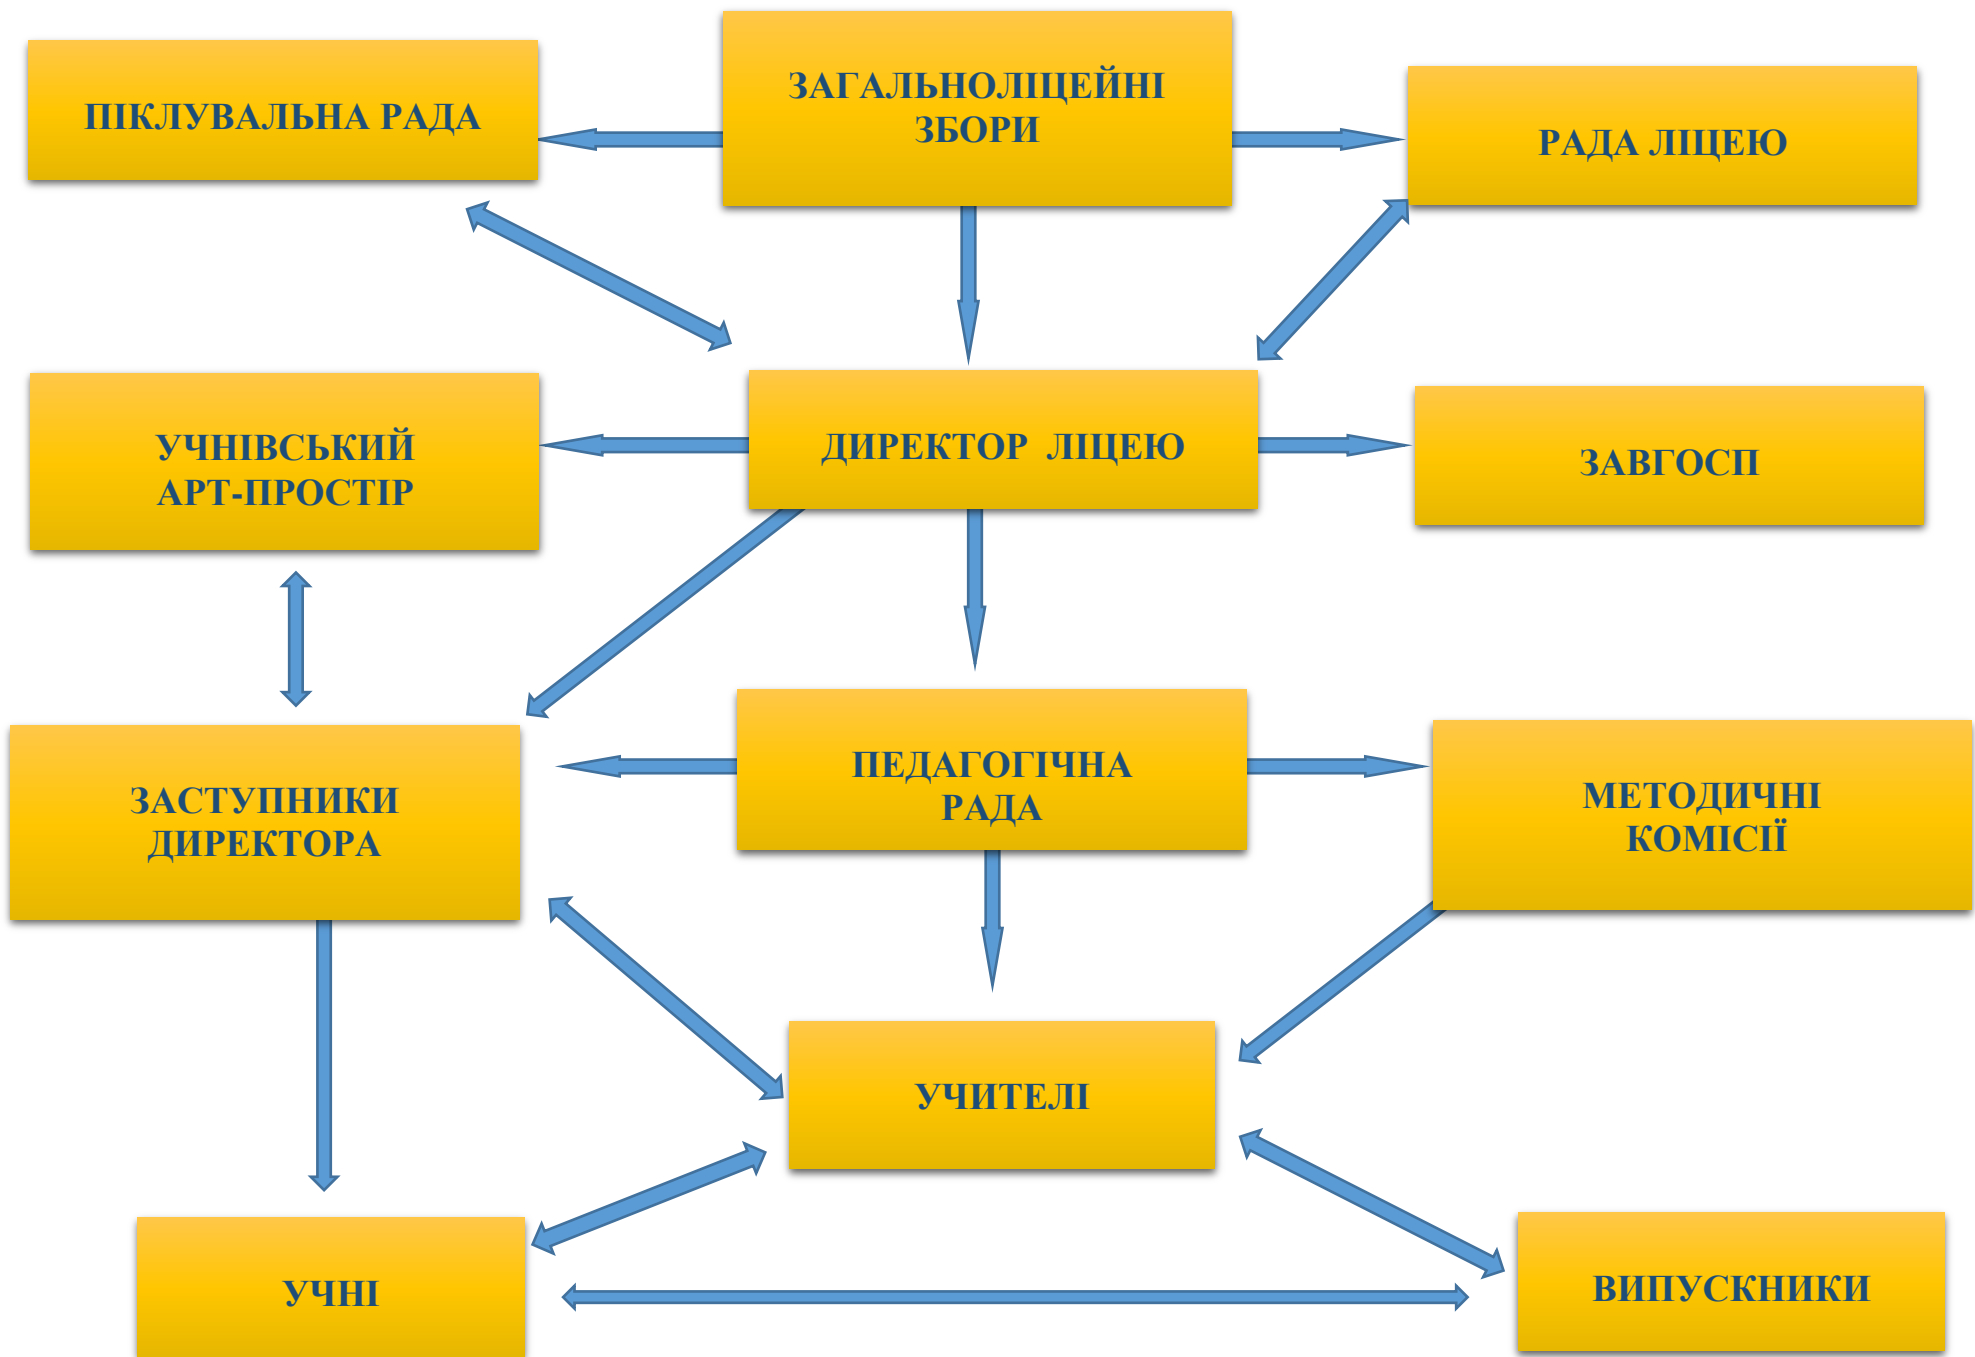 ПІКЛУВАЛЬНА РАДА
ЗАГАЛЬНОЛІЦЕЙНІ
ЗБОРИ
РАДА ЛІЦЕЮ
УЧНІВСЬКИЙ
АРТ-ПРОСТІР
ДИРЕКТОР ЛІЦЕЮ
ЗАВГОСП
ЗАСТУПНИКИ
ДИРЕКТОРА
ПЕДАГОГІЧНА
РАДА
МЕТОДИЧНІ
КОМІСІЇ
УЧИТЕЛІ
УЧНІ
ВИПУСКНИКИ